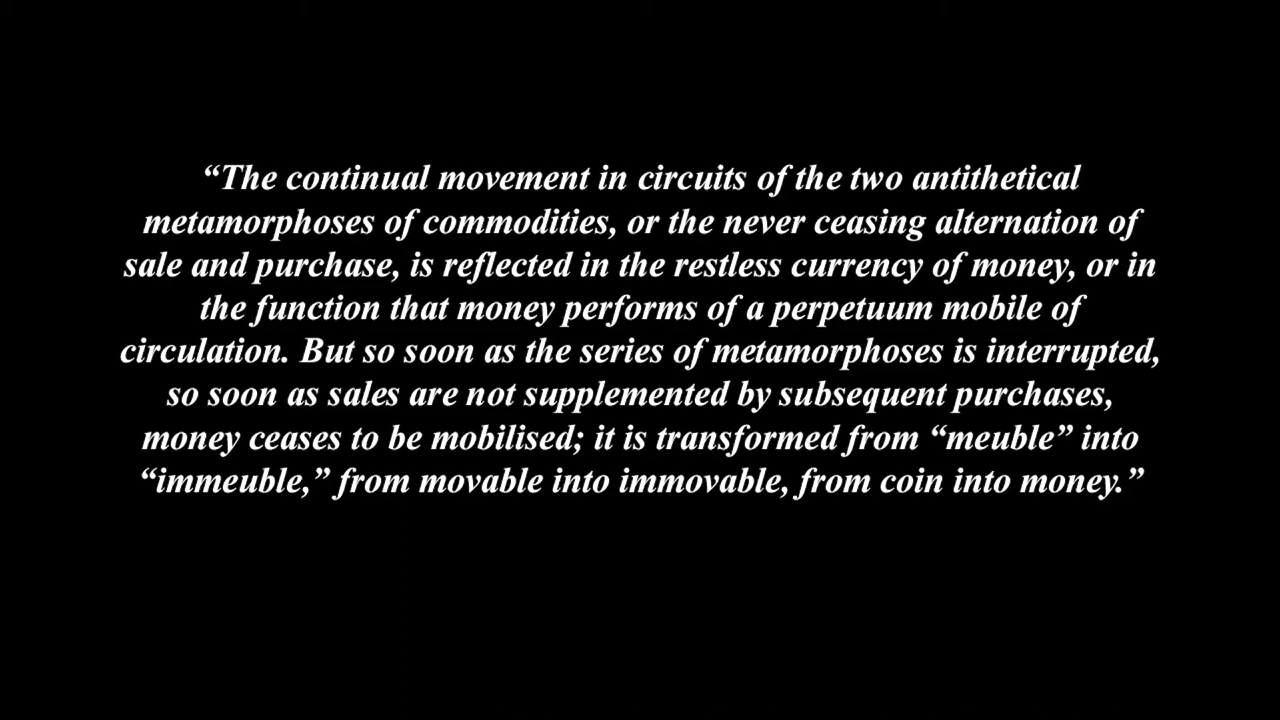 “The continual movement in circuits of the two antithetical
metamorphoses of commodities, or the never ceasing alternation of
sale and purchase, is reflected in the restless currency of money, or in
the function that money performs of a perpetuum mobile of
circulation. But so soon as the series of metamorphoses is interrupted,
so soon as sales are not supplemented by subsequent purchases,
money ceases to be mobilised; it is transformed from “meuble” into
“immeuble,” from movable into immovable, from coin into money.”